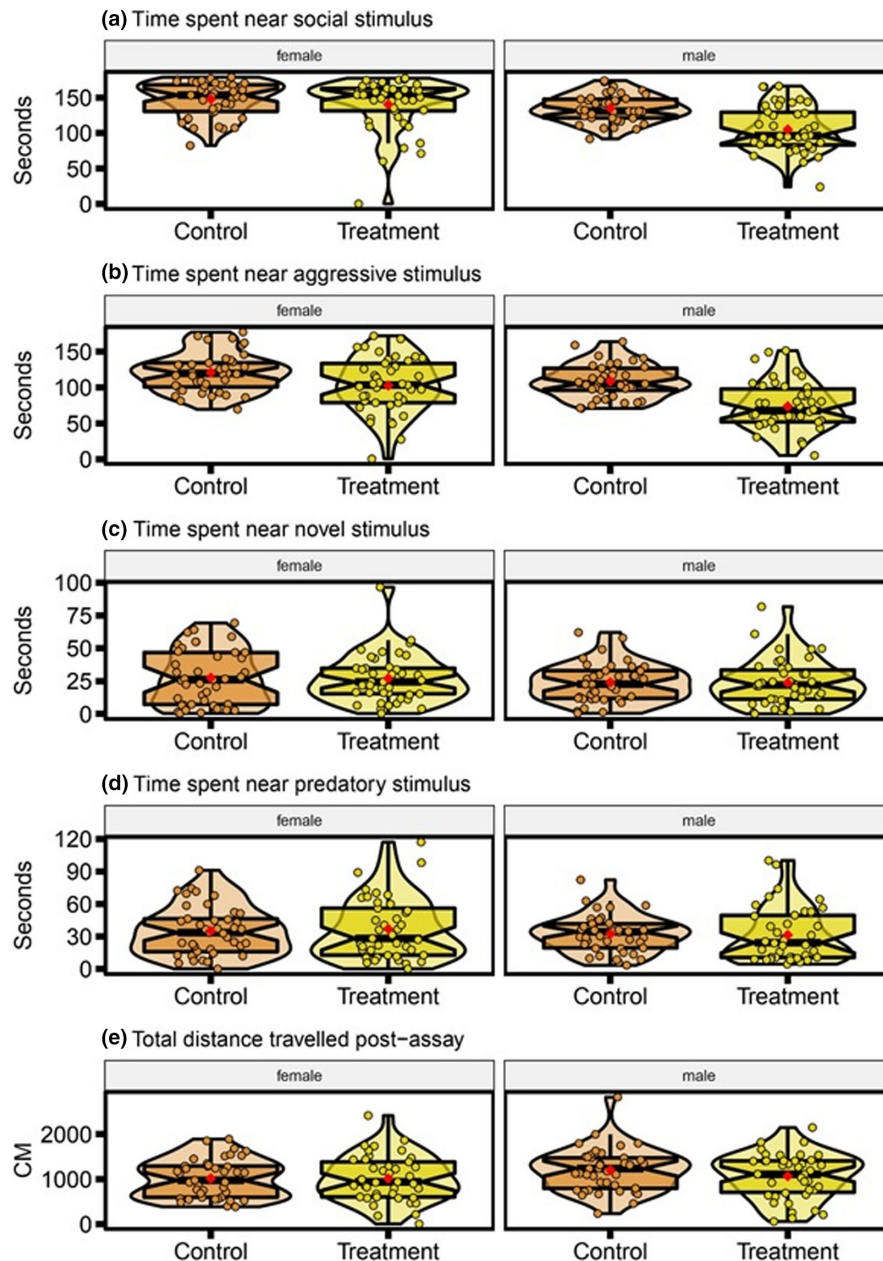 (a) Time spent near social stimulus
female male
Seconds
150
100
50
0
Control Treatment Control Treatment
(b) Time spent near aggressive stimulus
female male
Seconds
150
100
50
0
Control Treatment Control Treatment
(c) Time spent near novel stimulus
female male
Seconds
100
75
50
25
0
Control Treatment Control Treatment
(d) Time spent near predatory stimulus
female male
Seconds
120
90
60
30
0
Control Treatment Control Treatment
(e) Total distance travelled post−assay
female male
CM
2000
1000
0
Control Treatment Control Treatment